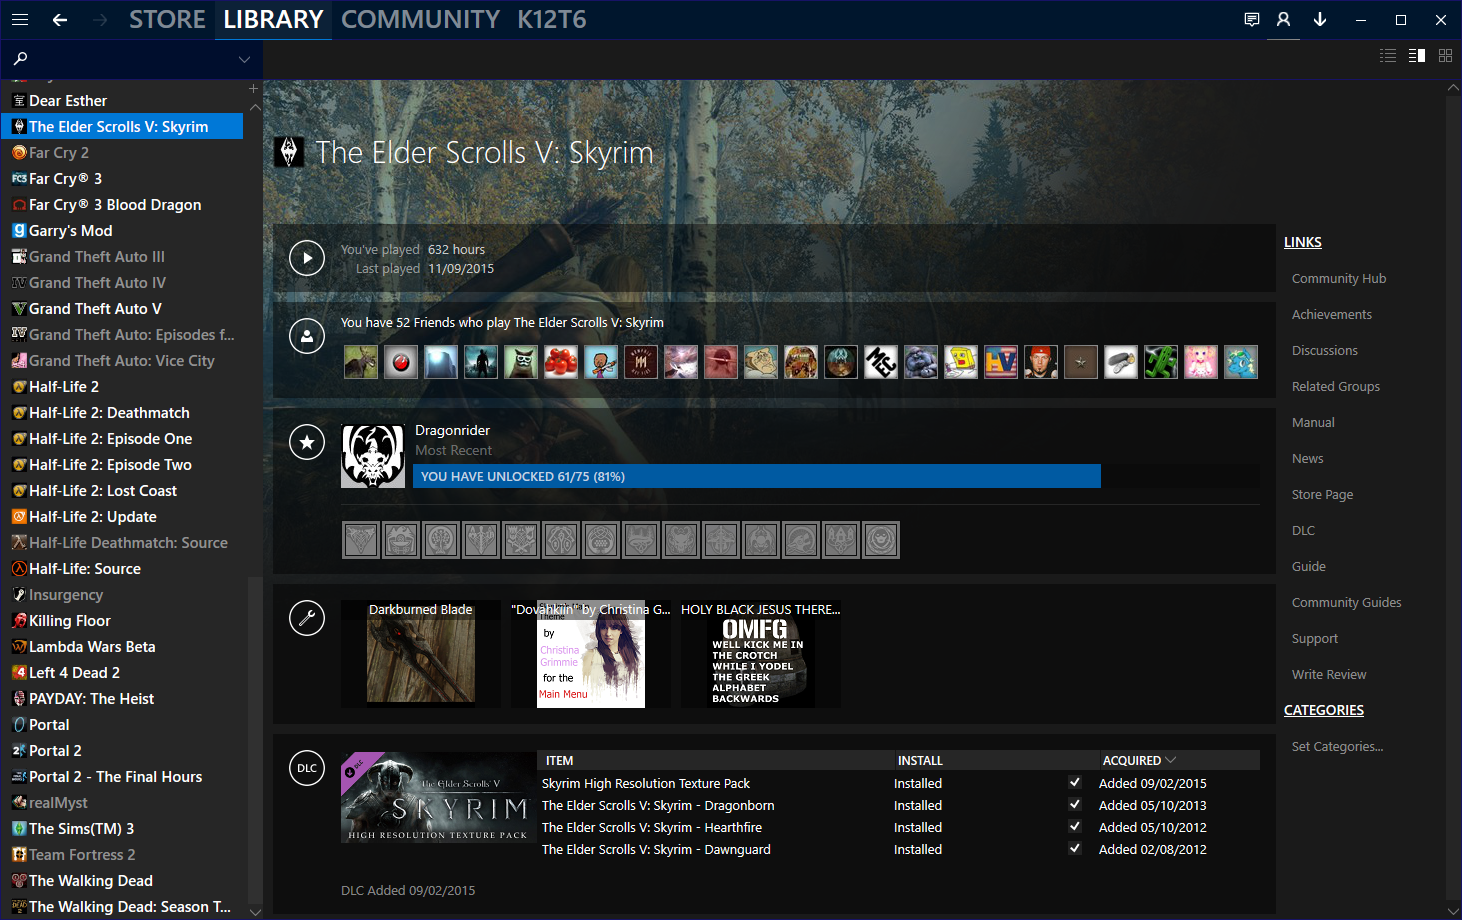 STORE LIBRARY COMMUNITY K12T6
Dear Esther
The Elder Scrolls V: Skyrim
Far Cry 2
Far Cry® 3
Far Cry® 3 Blood Dragon
Garry's Mod
Grand Theft Auto III
Grand Theft Auto IV
Grand Theft Auto V
Grand Theft Auto: Episodes f...
Grand Theft Auto: Vice City
Half-Life 2
Half-Life 2: Deathmatch
Half-Life 2: Episode One
Half-Life 2: Episode Two
Half-Life 2: Lost Coast
Half-Life 2: Update
Half-Life Deathmatch: Source
Half-Life: Source
Insurgency
Killing Floor
Lambda Wars Beta
Left 4 Dead 2
PAYDAY: The Heist
Portal
Portal 2
Portal 2 - The Final Hours
realMyst
The Sims(TM) 3
Team Fortress 2
The Walking Dead
The Walking Dead: Season T...
The Elder Scrolls V: Skyrim
You've played 632 hours
Last played 11/09/2015
You have 52 Friends who play The Elder Scrolls V: Skyrim
Dragonrider
Most Recent
YOU HAVE UNLOCKED 61/75 (81%)
Darkburned Blade
"Dovahkiin" by Christina G...
Theme
by
Christina
Grimmie
for the
Main Menu
HOLY BLACK JESUS THERE...
OMFG
WELL KICK ME IN
THE CROTCH
WHILE I YODEL
THE GREEK
ALPHABET
BACKWARDS
DLC
DLC
The Elder Scrolls V
SKYRIM
HIGH RESOLUTION TEXTURE PACK
ITEM INSTALL ACQUIRED
Skyrim High Resolution Texture Pack Installed Added 09/02/2015
The Elder Scrolls V: Skyrim - Dragonborn Installed Added 05/10/2013
The Elder Scrolls V: Skyrim - Hearthfire Installed Added 05/10/2012
The Elder Scrolls V: Skyrim - Dawnguard Installed Added 02/08/2012
DLC Added 09/02/2015
LINKS
Community Hub
Achievements
Discussions
Related Groups
Manual
News
Store Page
DLC
Guide
Community Guides
Support
Write Review
CATEGORIES
Set Categories...